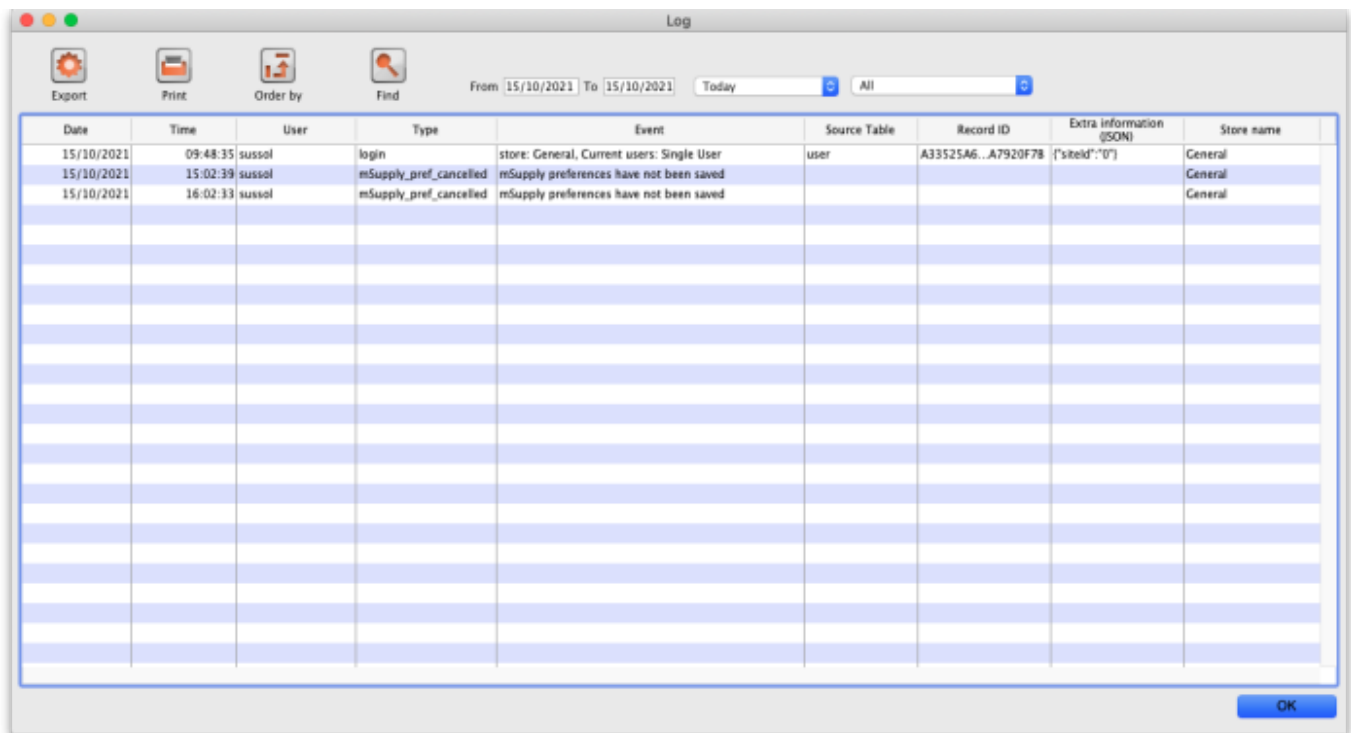 Log
Export Print Order by Find From 15/10/2021 To 15/10/2021 Today All
Date Time User Type Event Source Table Record ID Extra information (JSON) Store name
15/10/2021 09:48:35 sussol login store: General, Current users: Single User user A33525A6...A7920F7B {"siteId":"0"} General
15/10/2021 15:02:39 sussol mSupply_pref_cancelled mSupply preferences have not been saved General
15/10/2021 16:02:33 sussol mSupply_pref_cancelled mSupply preferences have not been saved General
OK